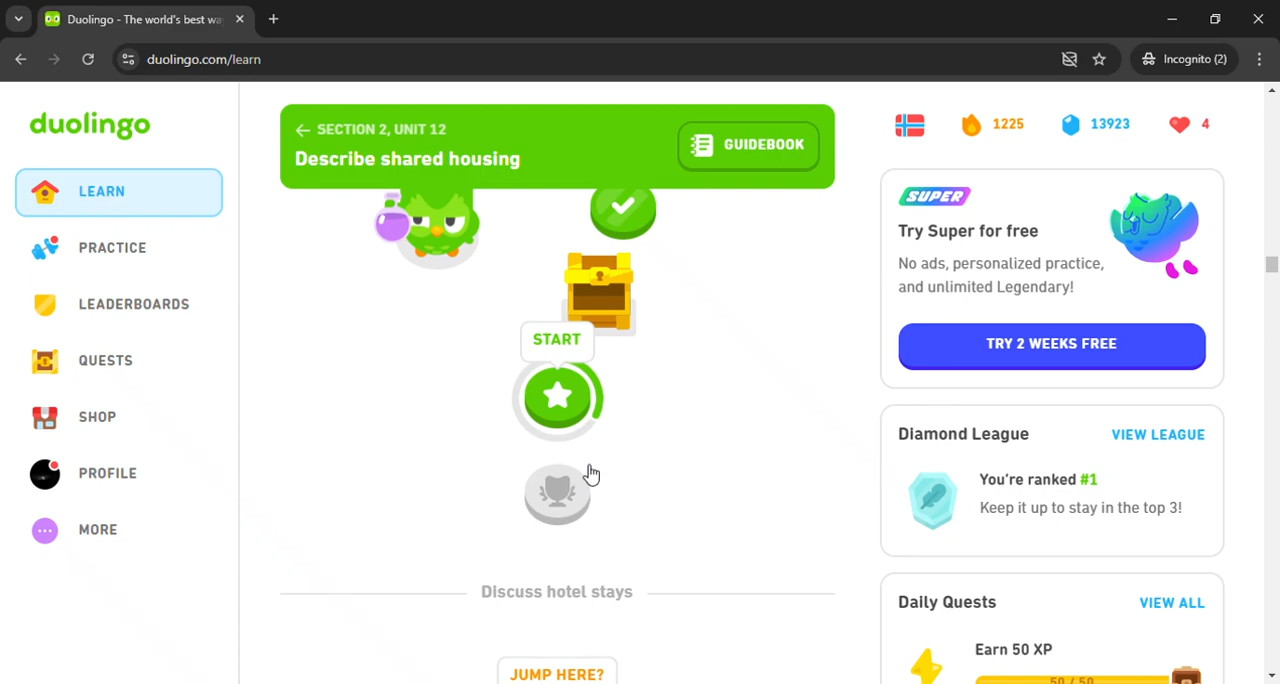 Duolingo - The world's best wa
duolingo.com/learn
Incognito (2)
duolingo
LEARN
PRACTICE
LEADERBOARDS
QUESTS
SHOP
PROFILE
MORE
SECTION 2, UNIT 12
Describe shared housing
GUIDEBOOK
START
Discuss hotel stays
JUMP HERE?
1225
13923
4
SUPER
Try Super for free
No ads, personalized practice,
and unlimited Legendary!
TRY 2 WEEKS FREE
Diamond League
VIEW LEAGUE
You're ranked #1
Keep it up to stay in the top 3!
Daily Quests
VIEW ALL
Earn 50 XP
50 / 50